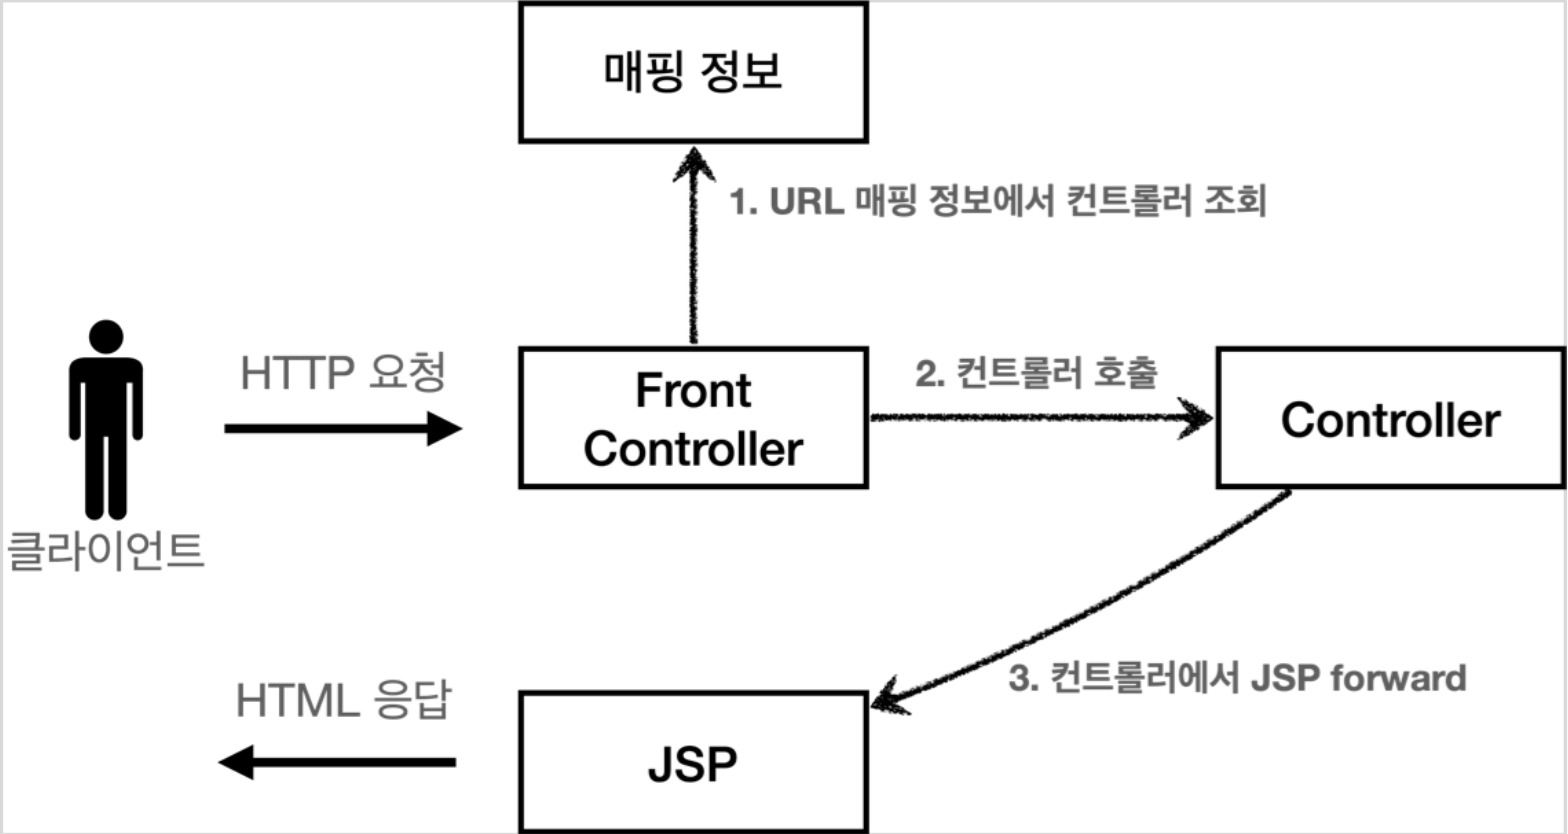 매핑 정보
1. URL 매핑 정보에서 컨트롤러 조회
HTTP 요청
Front
Controller
2. 컨트롤러 호출
Controller
클라이언트
3. 컨트롤러에서 JSP forward
HTML 응답
JSP